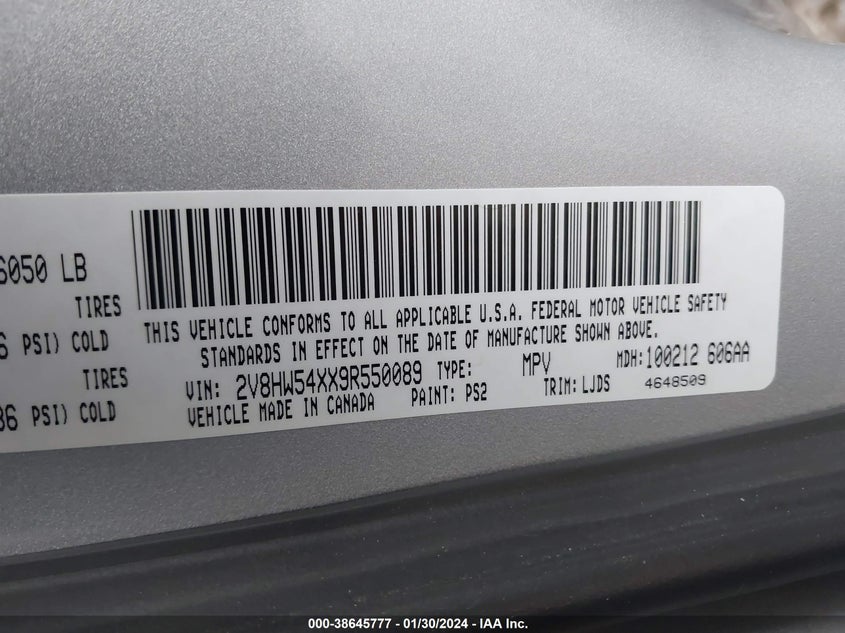 6050 LB
TIRES
PSI) COLD
TIRES
PSI) COLD
THIS VEHICLE CONFORMS TO ALL APPLICABLE U.S.A. FEDERAL MOTOR VEHICLE SAFETY
STANDARDS IN EFFECT ON THE DATE OF MANUFACTURE SHOWN ABOVE.
VIN: 2V8HW54XX9R550089 TYPE: MPV MDH:100212 606AA
VEHICLE MADE IN CANADA PAINT: PS2 TRIM:LJDS 4648509
000-38645777 - 01/30/2024 - IAA Inc.